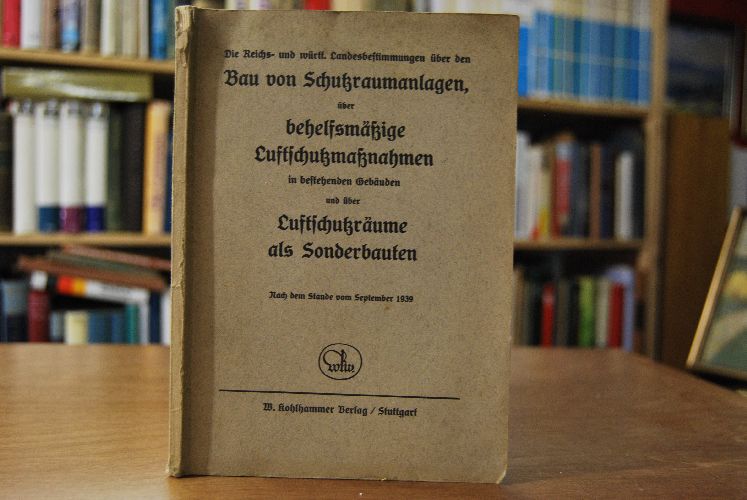 Die Reichs- und württ. Landesbestimmungen über den
Bau von Schutzraumanlagen,
über
behelfsmäßige
Luftschutzmaßnahmen
in bestehenden Gebäuden
und über
Luftschutzräume
als Sonderbauten
Nach dem Stande vom September 1939
W. Kohlhammer Verlag / Stuttgart